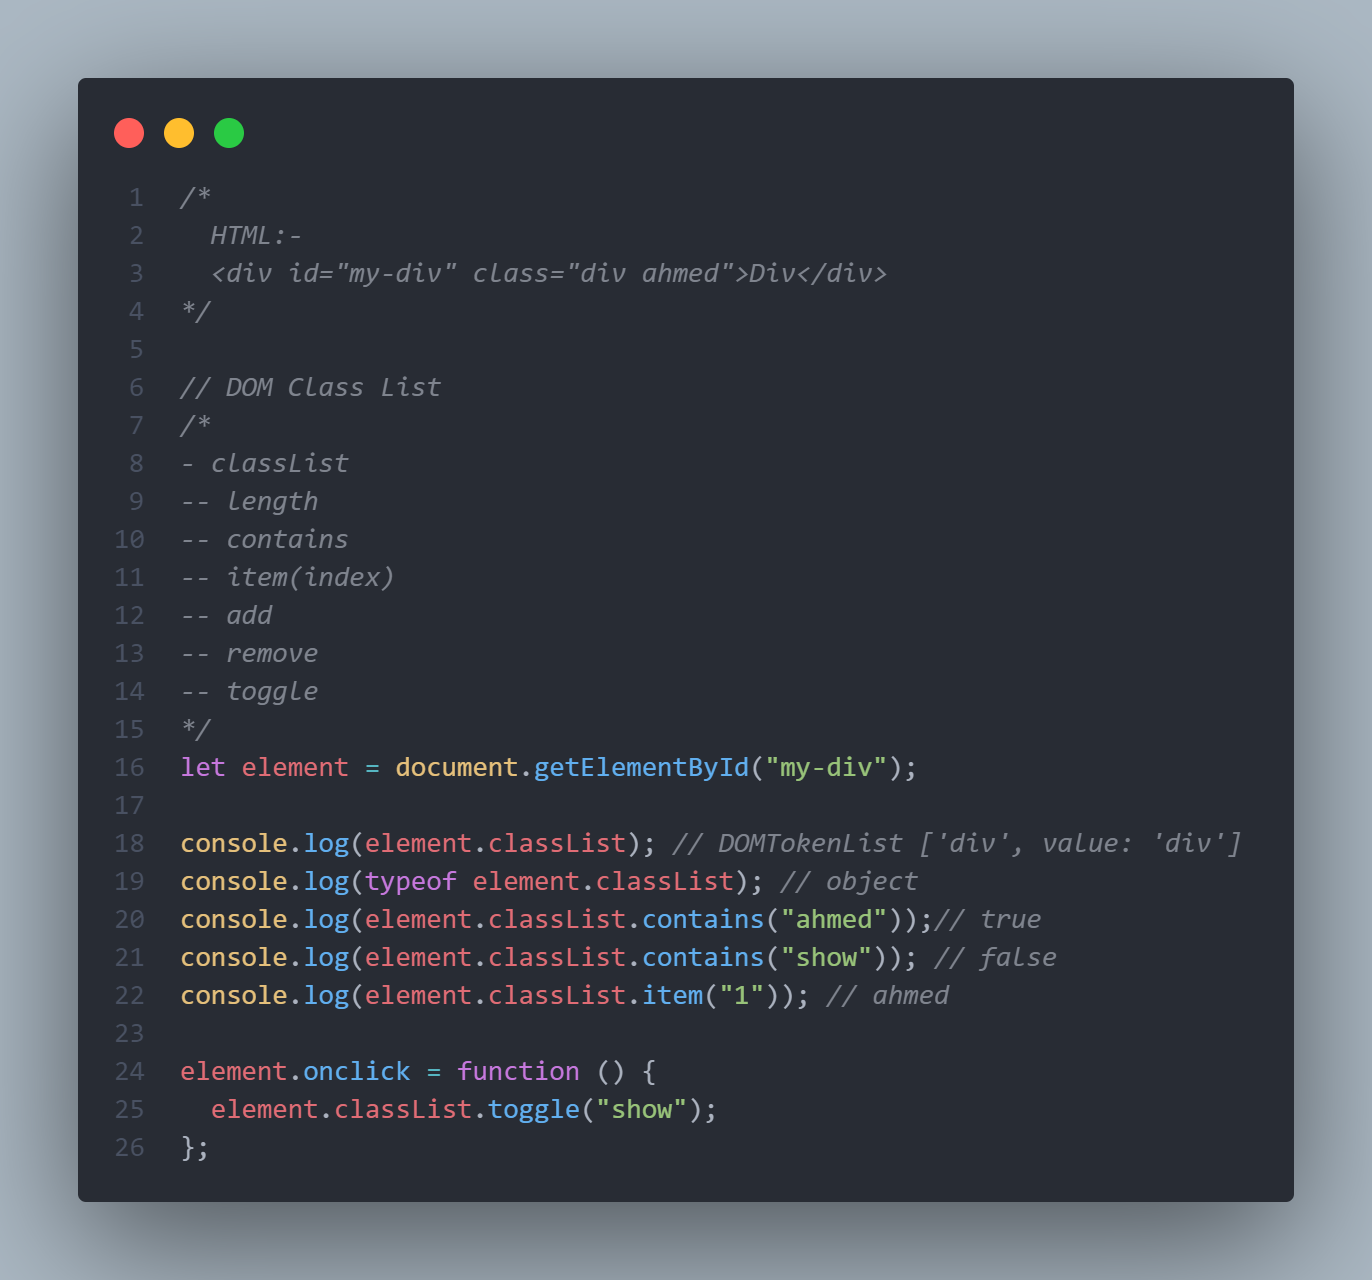 1 /*
2   HTML:-
3   <div id="my-div" class="div ahmed">Div</div>
4 */
5
6 // DOM Class List
7 /*
8 - classList
9 -- length
10 -- contains
11 -- item(index)
12 -- add
13 -- remove
14 -- toggle
15 */
16 let element = document.getElementById("my-div");
17
18 console.log(element.classList); // DOMTokenList ['div', value: 'div']
19 console.log(typeof element.classList); // object
20 console.log(element.classList.contains("ahmed"));// true
21 console.log(element.classList.contains("show")); // false
22 console.log(element.classList.item("1")); // ahmed
23
24 element.onclick = function () {
25   element.classList.toggle("show");
26 };